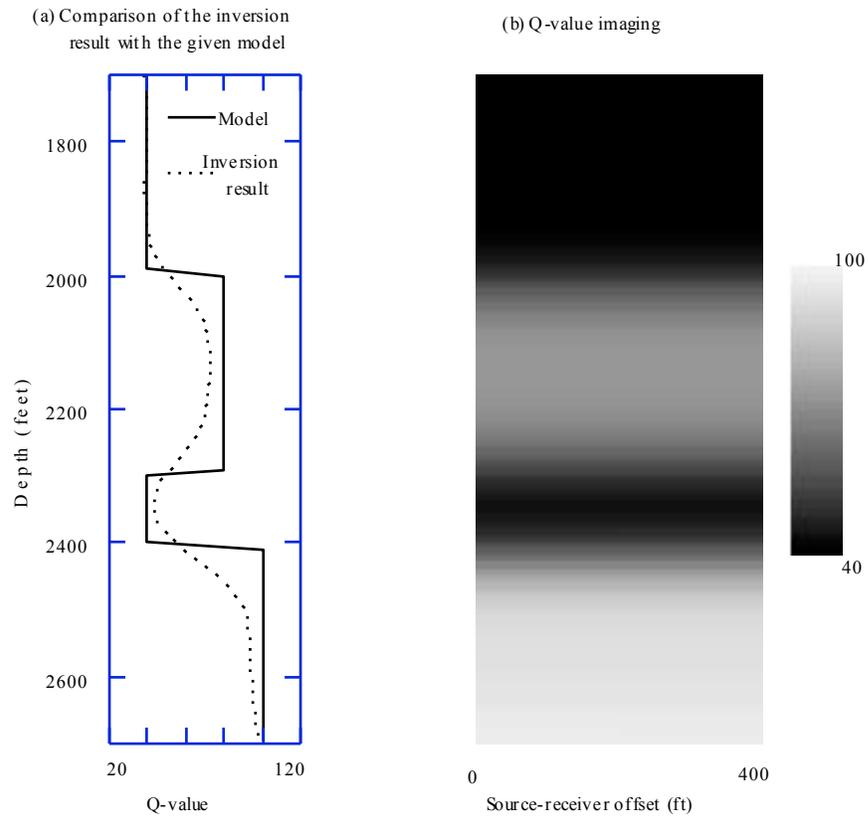 (a) Comparison of the inversion
result with the given model
Model
Inversion
result
1800
2000
2200
2400
2600
Depth (feet)
20
120
Q-value
(b) Q-value imaging
100
40
0
400
Source-receiver offset (ft)